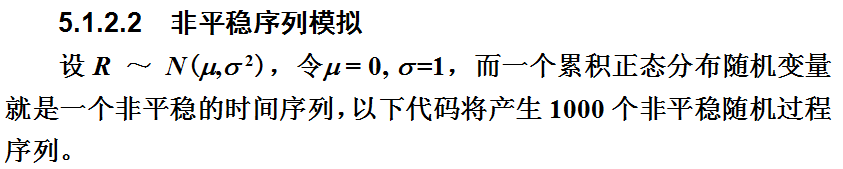 5.1.2.2 非平稳序列模拟
设 R ～ N(μ,σ²)，令μ = 0, σ=1，而一个累积正态分布随机变量
就是一个非平稳的时间序列，以下代码将产生 1000 个非平稳随机过程
序列。